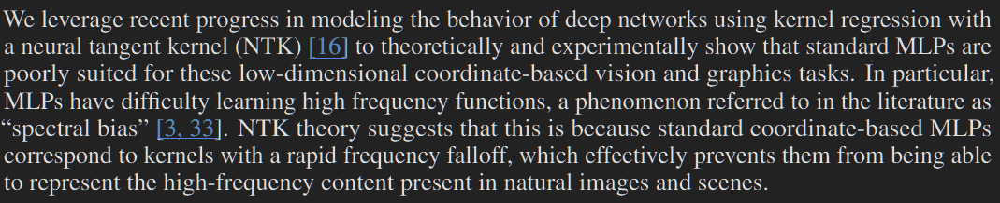 We leverage recent progress in modeling the behavior of deep networks using kernel regression with
a neural tangent kernel (NTK) [16] to theoretically and experimentally show that standard MLPs are
poorly suited for these low-dimensional coordinate-based vision and graphics tasks. In particular,
MLPs have difficulty learning high frequency functions, a phenomenon referred to in the literature as
“spectral bias” [3, 33]. NTK theory suggests that this is because standard coordinate-based MLPs
correspond to kernels with a rapid frequency falloff, which effectively prevents them from being able
to represent the high-frequency content present in natural images and scenes.